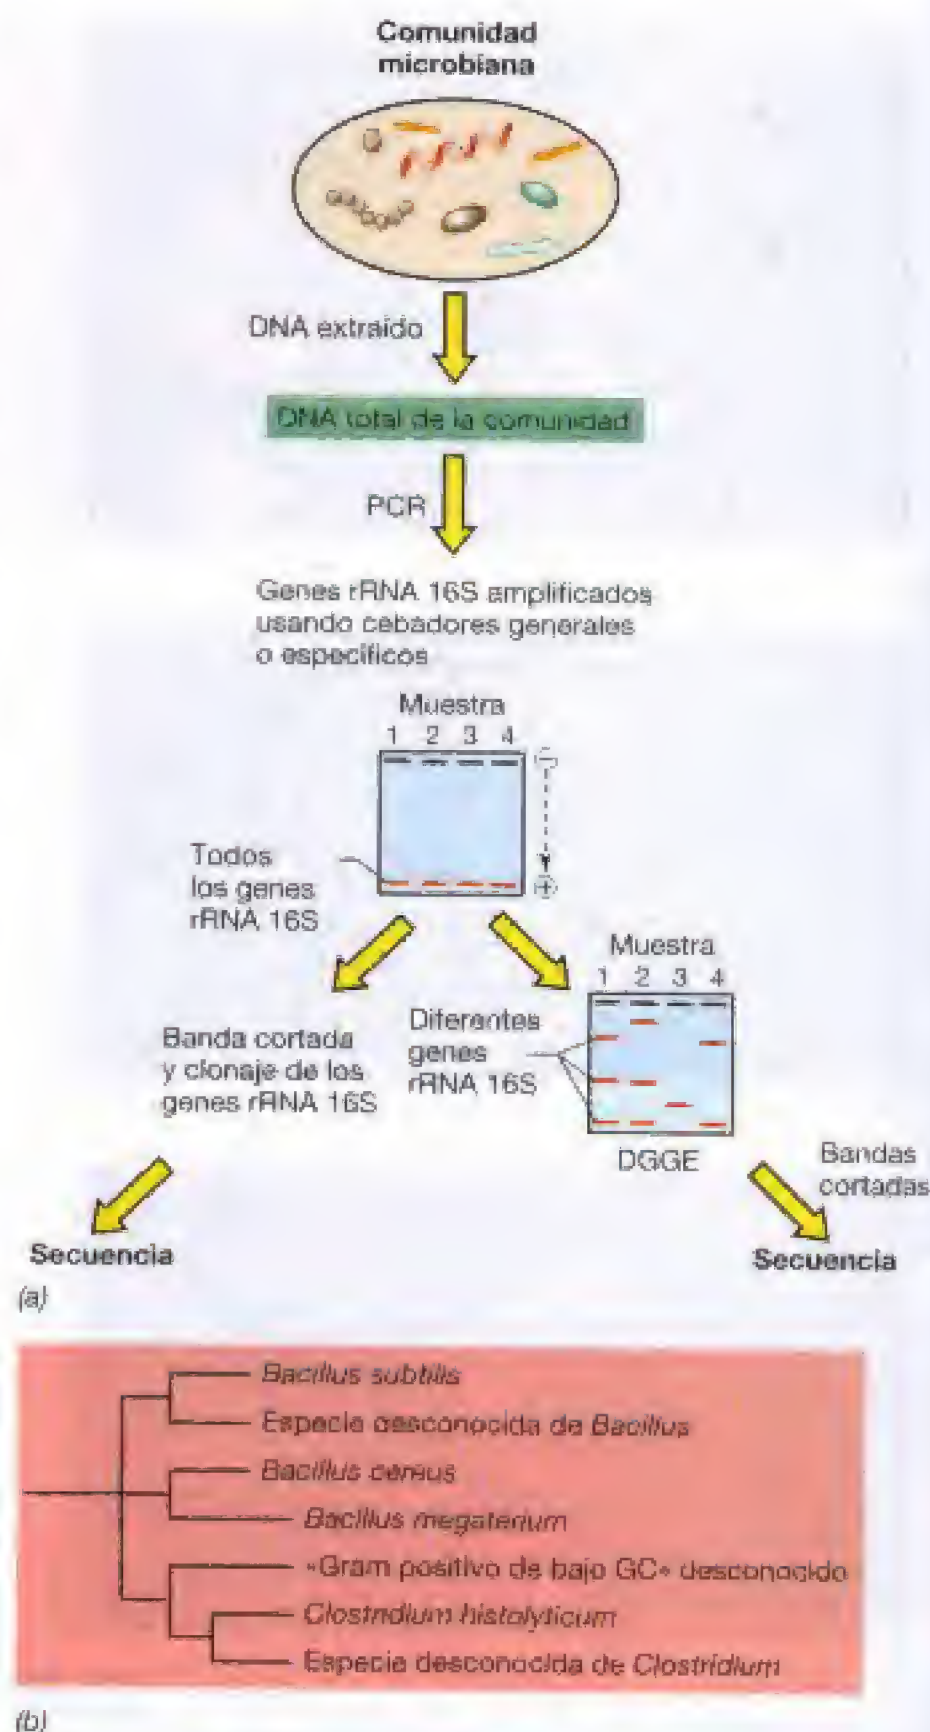 Comunidad
microbiana
DNA extraido
DNA total de la comunidad
PCR
Genes rRNA 16S amplificados
usando cebadores generales
o específicos
Muestra
1 2 3 4
−
+
Todos
los genes
rRNA 16S
Banda cortada
y clonaje de los
genes rRNA 16S
Diferentes
genes
rRNA 16S
Muestra
1 2 3 4
DGGE
Bandas
cortadas
Secuencia
Secuencia
(a)
Bacillus subtilis
Especie desconocida de Bacillus
Bacillus cereus
Bacillus megaterium
«Gram positivo de bajo GC» desconocido
Clostridium histolyticum
Especie desconocida de Clostridium
(b)